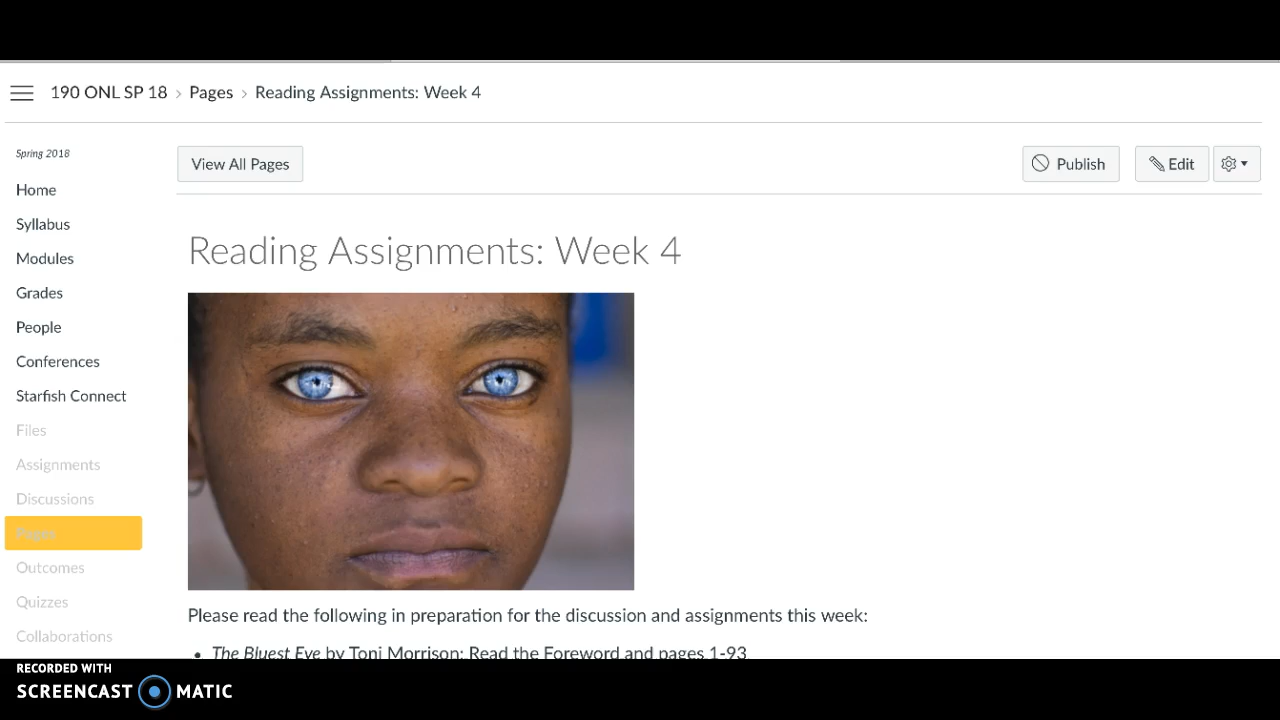 190 ONL SP 18 > Pages > Reading Assignments: Week 4
Spring 2018
View All Pages
Publish
Edit
Home
Syllabus
Modules
Grades
People
Conferences
Starfish Connect
Files
Assignments
Discussions
Pages
Outcomes
Quizzes
Collaborations
Reading Assignments: Week 4
Please read the following in preparation for the discussion and assignments this week:
• The Bluest Eye by Toni Morrison: Read the Foreword and pages 1-93
RECORDED WITH
SCREENCAST MATIC